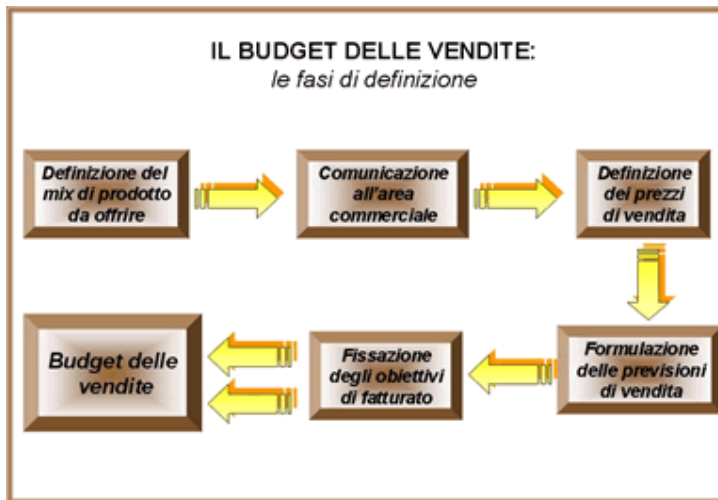 IL BUDGET DELLE VENDITE:
le fasi di definizione
Definizione del
mix di prodotto
da offrire
Comunicazione
all'area
commerciale
Definizione
dei prezzi
di vendita
Formulazione
delle previsioni
di vendita
Fissazione
degli obiettivi
di fatturato
Budget delle
vendite